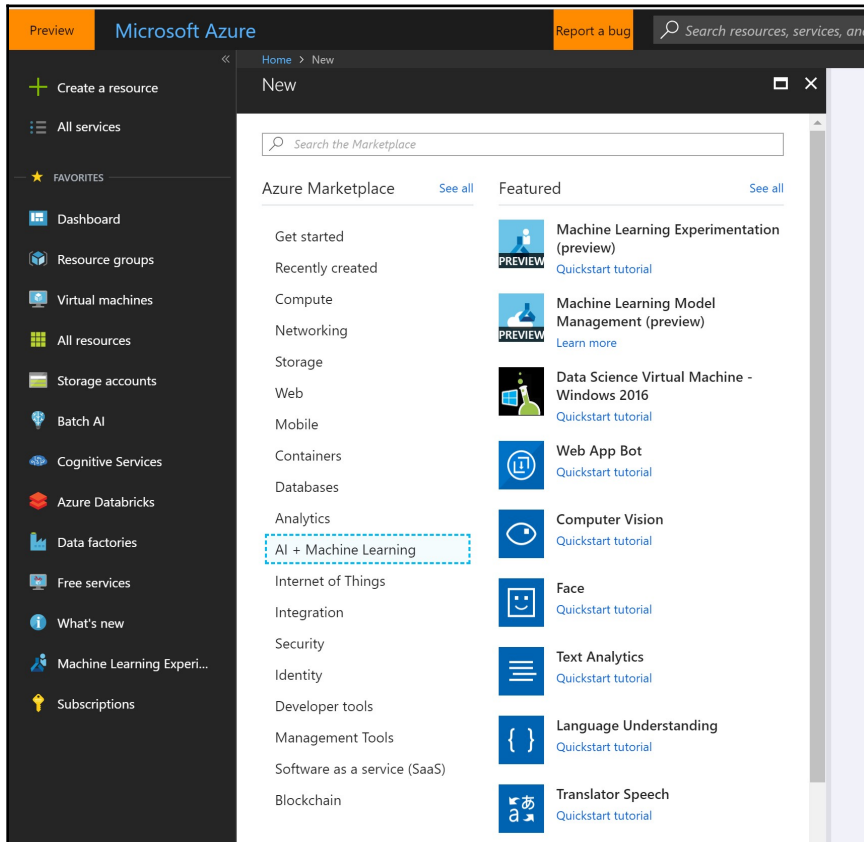 Preview
Microsoft Azure
Report a bug
Search resources, services, and
Home > New
New
Create a resource
All services
FAVORITES
Dashboard
Resource groups
Virtual machines
All resources
Storage accounts
Batch AI
Cognitive Services
Azure Databricks
Data factories
Free services
What's new
Machine Learning Experi...
Subscriptions
Search the Marketplace
Azure Marketplace
See all
Get started
Recently created
Compute
Networking
Storage
Web
Mobile
Containers
Databases
Analytics
AI + Machine Learning
Internet of Things
Integration
Security
Identity
Developer tools
Management Tools
Software as a service (SaaS)
Blockchain
Featured
See all
PREVIEW
Machine Learning Experimentation
(preview)
Quickstart tutorial
PREVIEW
Machine Learning Model
Management (preview)
Learn more
Data Science Virtual Machine -
Windows 2016
Quickstart tutorial
Web App Bot
Quickstart tutorial
Computer Vision
Quickstart tutorial
Face
Quickstart tutorial
Text Analytics
Quickstart tutorial
{ }
Language Understanding
Quickstart tutorial
あ
a
Translator Speech
Quickstart tutorial